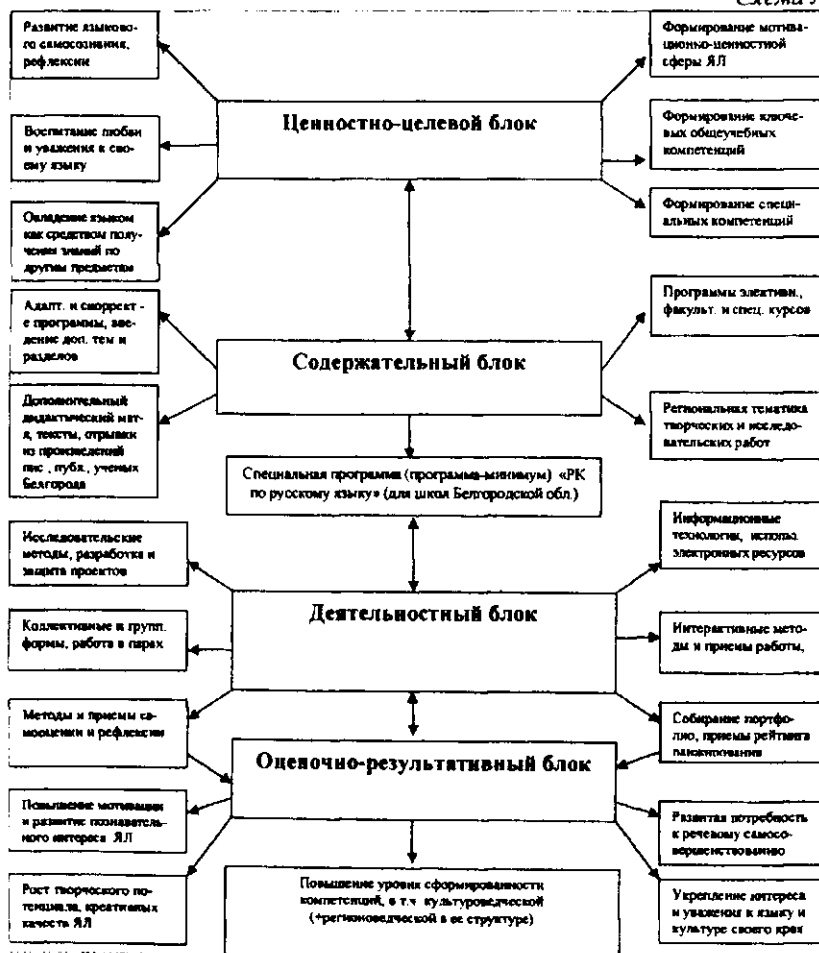 Схема
Развитие языково-
го самосознания,
рефлексии
Формирование мотива-
ционно-ценностной
сферы ЯЛ
Ценностно-целевой блок
Воспитание любви
и уважения к сво-
ему языку
Формирование ключе-
вых общеучебных
компетенций
Овладение языком
как средством полу-
чения знаний по
другим предметам
Формирование специ-
альных компетенций
Адапт. и скоррект -
е программы, вве-
дение доп. тем и
разделов
Программы элективн.,
факульт. и спец. курсов
Содержательный блок
Дополнительный
дидактический мат-
л, тексты, отрывки
из произведений
пис., публ., ученых
Белгорода
Региональная тематика
творческих и исследо-
вательских работ
Специальная программа (программа-минимум) «РК
по русскому языку» (для школ Белгородской обл.)
Исследовательские
методы, разработка и
защита проектов
Информационные
технологии, использ.
электронных ресурсов
Деятельностный блок
Коллективные и групп.
формы, работа в парах
Интерактивные мето-
ды и приемы работы,
Методы и приемы са-
мооценки и рефлексии
Собирание портфо-
лио, приемы рейтинга
ранжирования
Оценочно-результативный блок
Повышение мотивации
и развитие познаватель-
ного интереса ЯЛ
Развитая потребность
к речевому самосо-
вершенствованию
Рост творческого по-
тенциала, креативных
качеств ЯЛ
Повышение уровня сформированности
компетенций, в т.ч. культуроведческой
(+регионоведческой в ее структуре)
Укрепление интереса
и уважения к языку и
культуре своего края